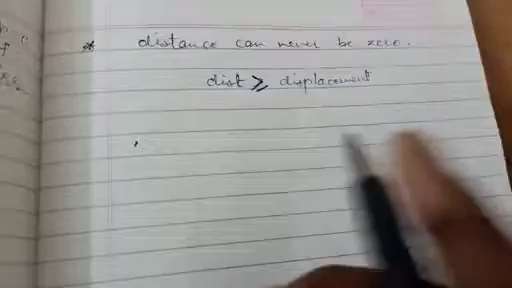 * distance can never be zero.
dist ⩾ displacement